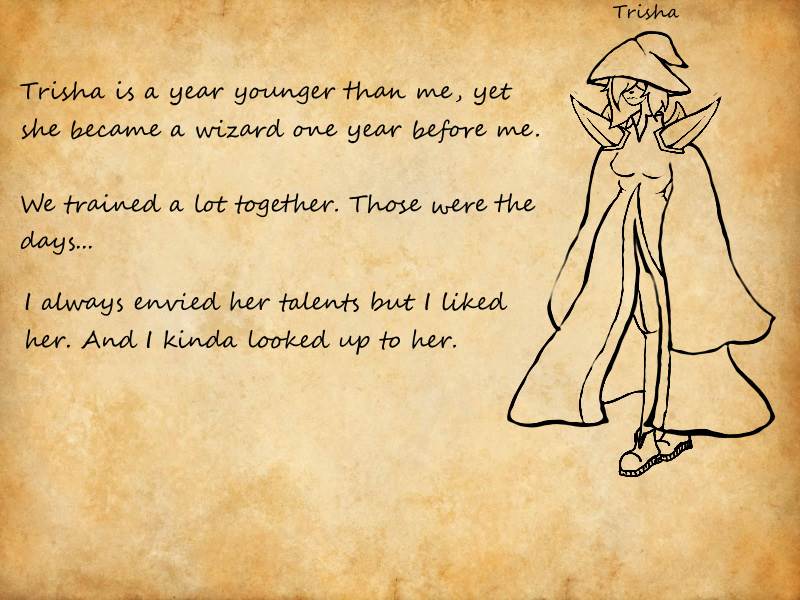 Trisha
Trisha is a year younger than me, yet
she became a wizard one year before me.
We trained a lot together. Those were the
days...
I always envied her talents but I liked
her. And I kinda looked up to her.